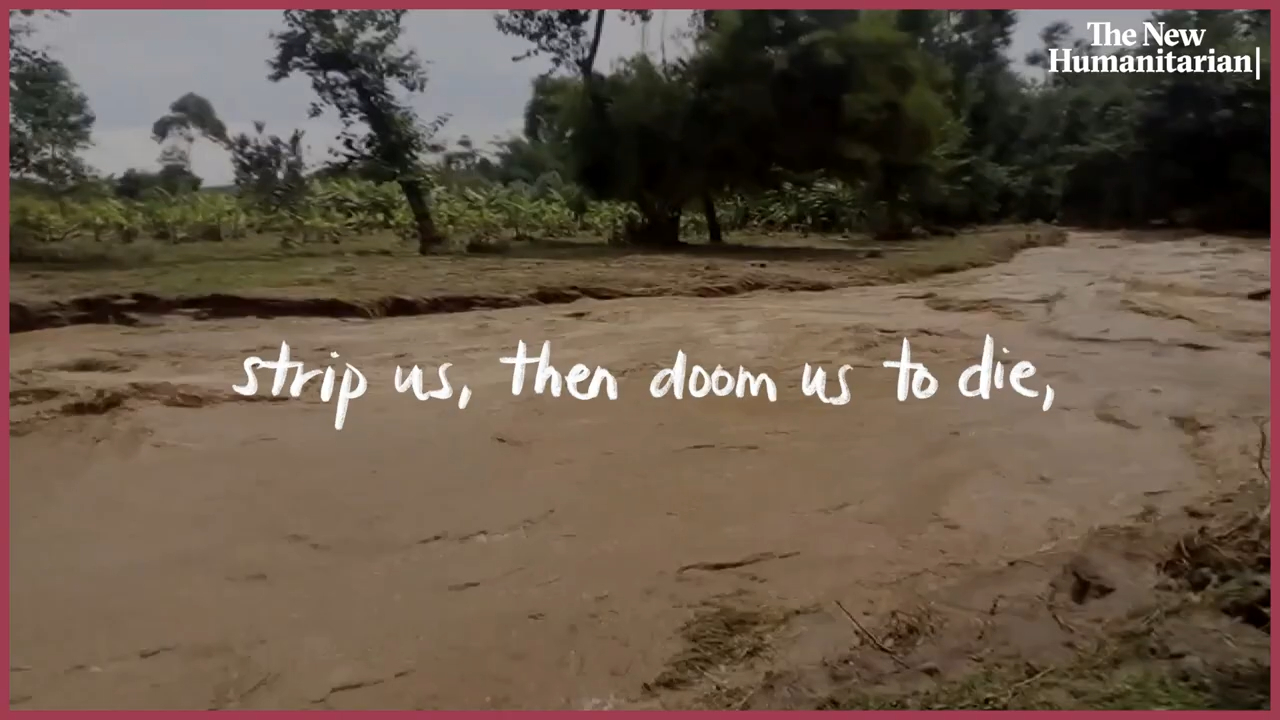 The New
Humanitarian|
strip us, then doom us to die,